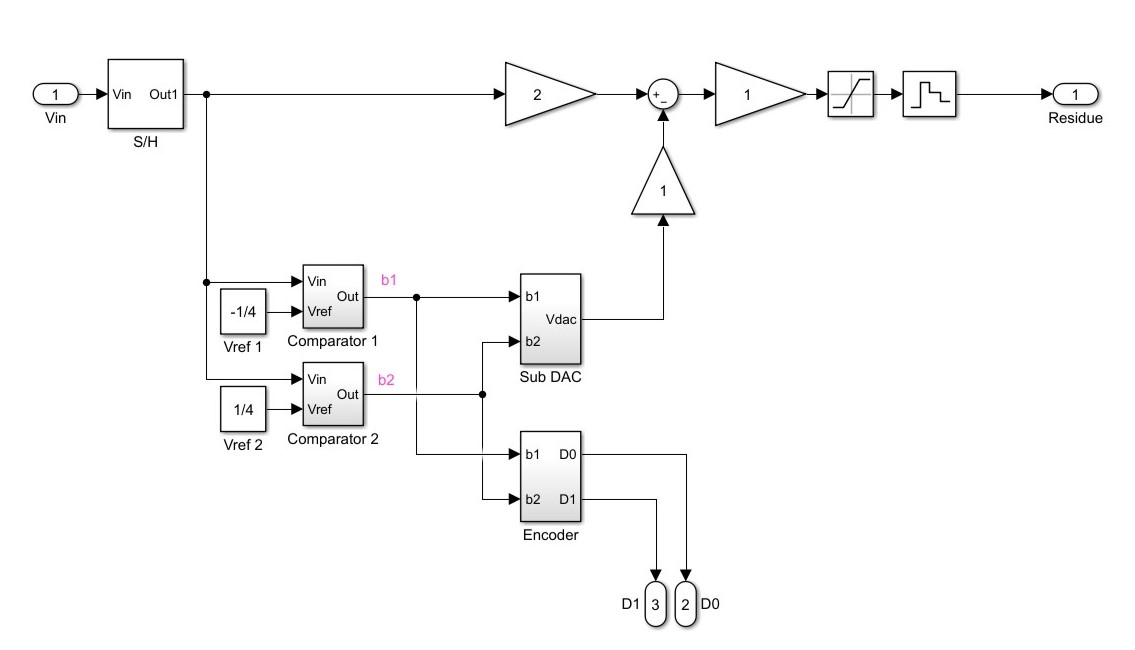 1
Vin
Vin Out1
S/H
2
+
−
1
1
Residue
1
Vin
Out
Vref
Comparator 1
-1/4
Vref 1
b1
Vin
Out
Vref
Comparator 2
1/4
Vref 2
b2
b1
Vdac
b2
Sub DAC
b1 D0
b2 D1
Encoder
D1 3 2 D0